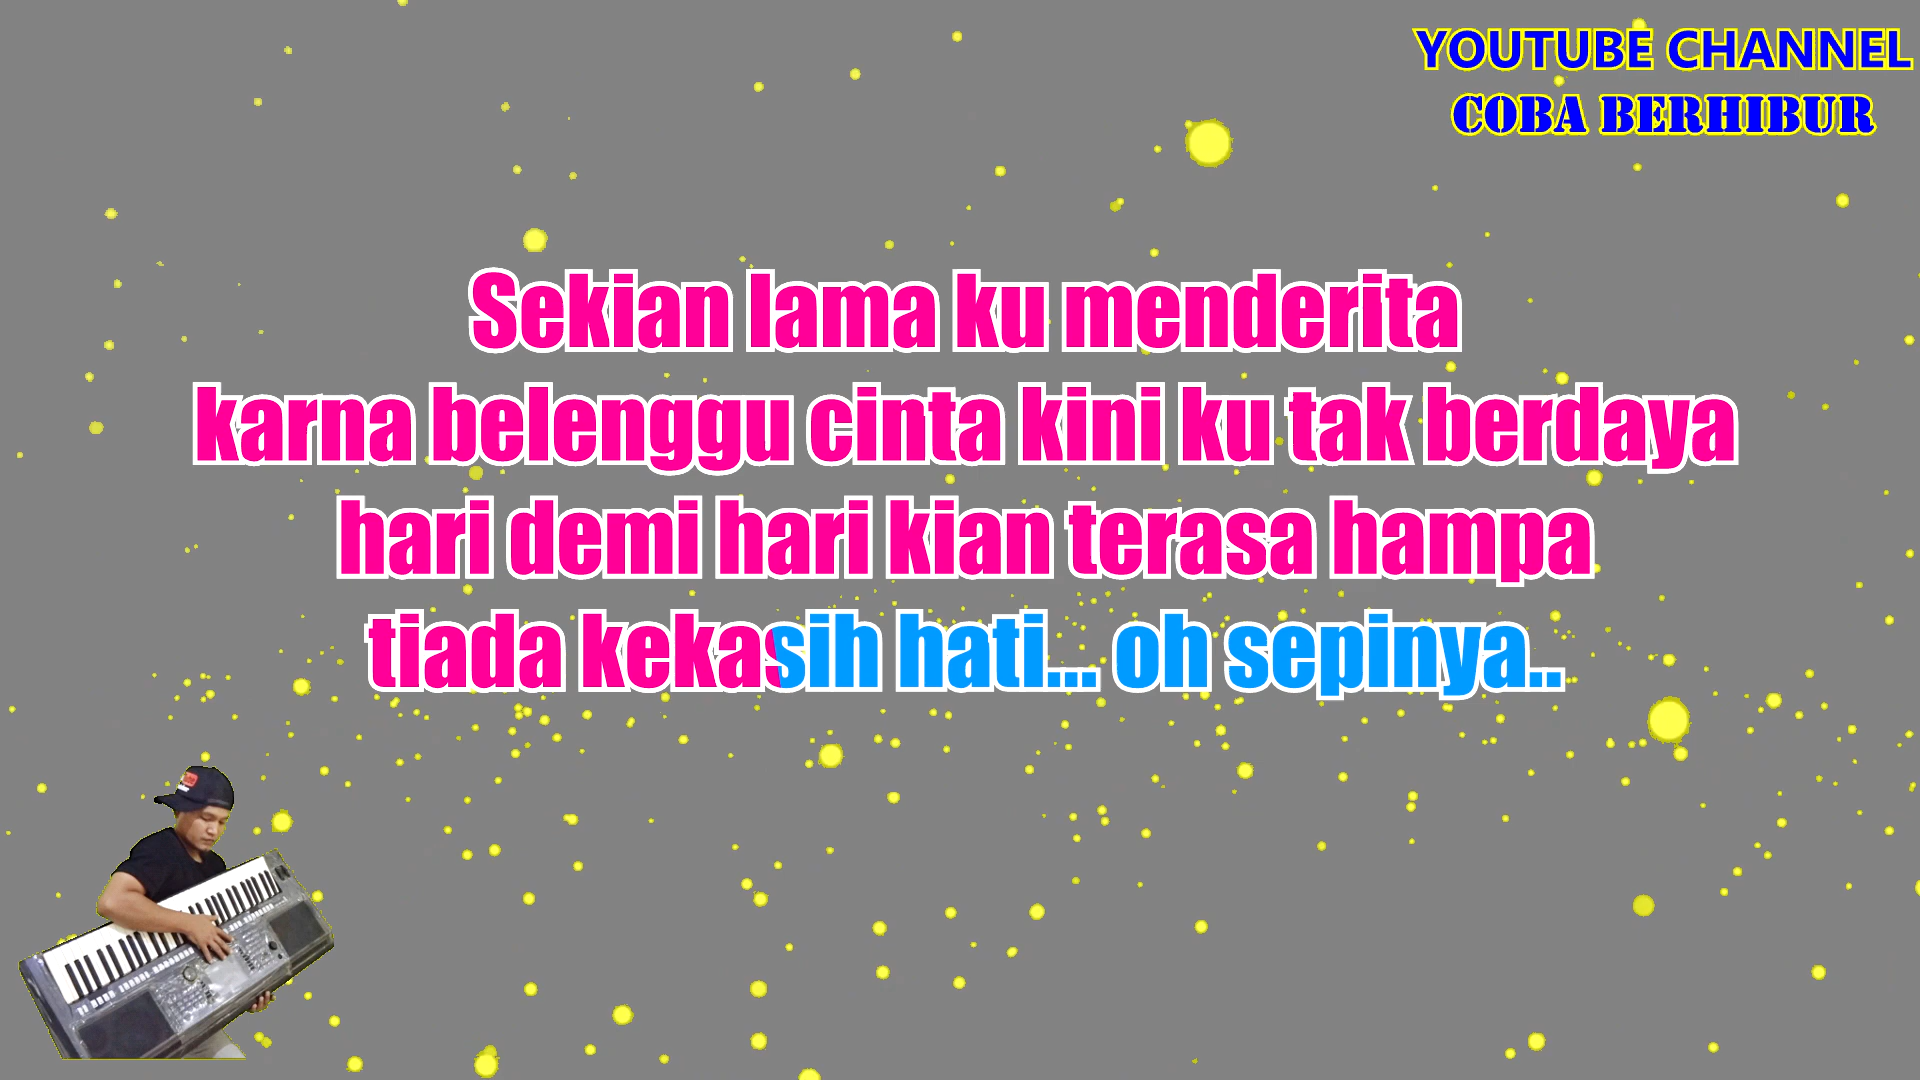 YOUTUBE CHANNEL
COBA BERHIBUR
Sekian lama ku menderita
karna belenggu cinta kini ku tak berdaya
hari demi hari kian terasa hampa
tiada kekasih hati... oh sepinya..